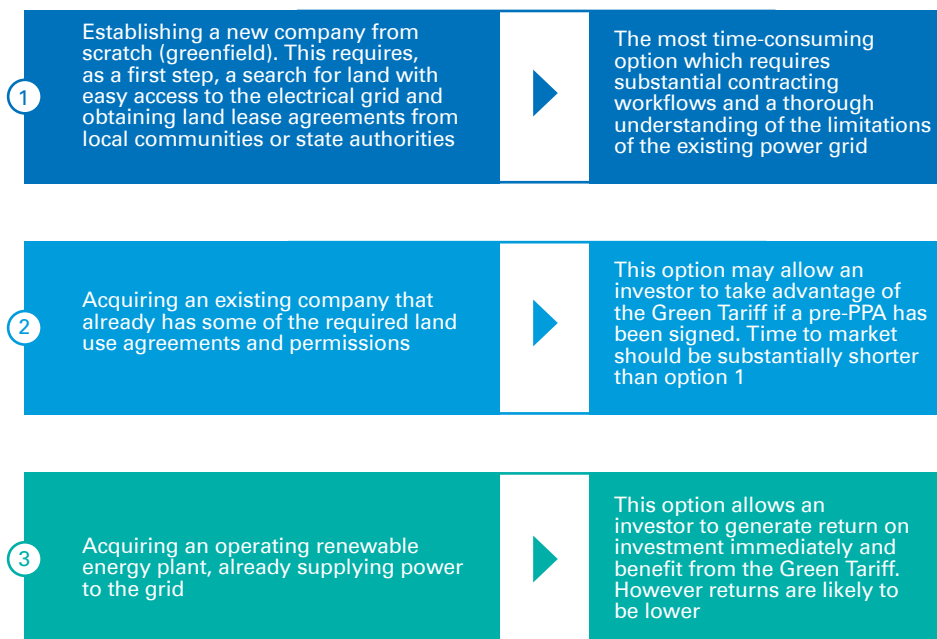 1
Establishing a new company from
scratch (greenfield). This requires,
as a first step, a search for land with
easy access to the electrical grid and
obtaining land lease agreements from
local communities or state authorities
The most time-consuming
option which requires
substantial contracting
workflows and a thorough
understanding of the limitations
of the existing power grid
2
Acquiring an existing company that
already has some of the required land
use agreements and permissions
This option may allow an
investor to take advantage of
the Green Tariff if a pre-PPA has
been signed. Time to market
should be substantially shorter
than option 1
3
Acquiring an operating renewable
energy plant, already supplying power
to the grid
This option allows an
investor to generate return on
investment immediately and
benefit from the Green Tariff.
However returns are likely to
be lower